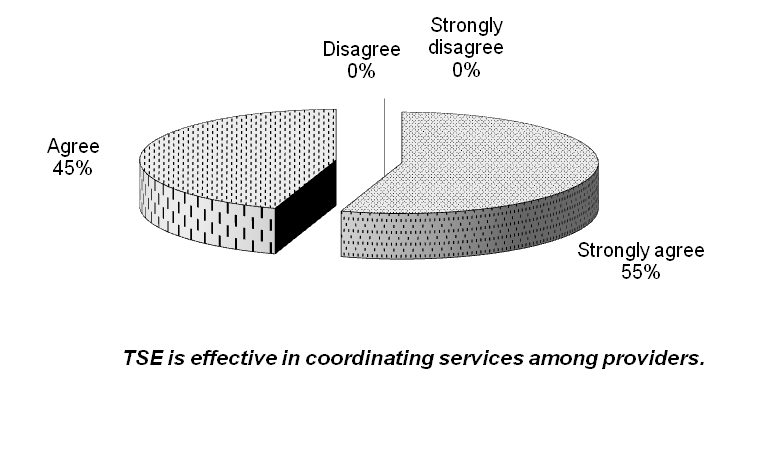 Strongly
disagree
0%
Disagree
0%
Agree
45%
Strongly agree
55%
TSE is effective in coordinating services among providers.